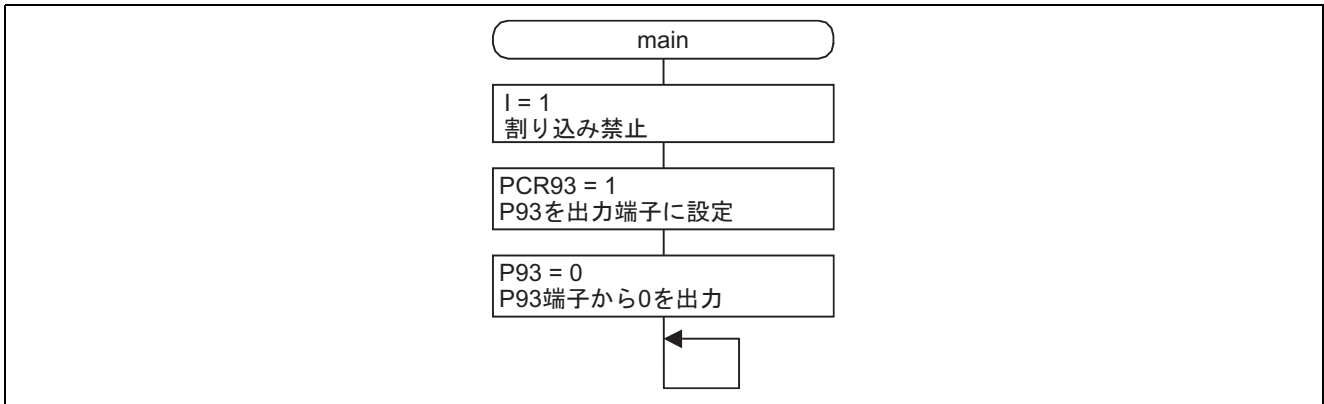 main
I = 1
割り込み禁止
PCR93 = 1
P93を出力端子に設定
P93 = 0
P93端子から0を出力